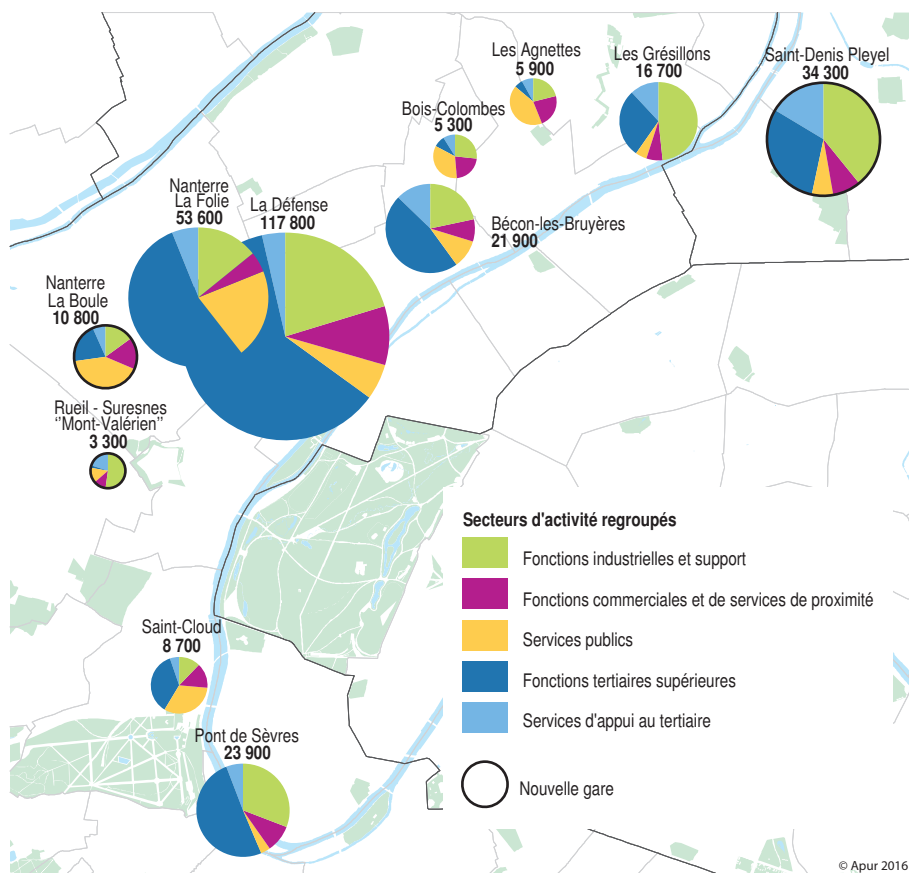 Les Agnettes
5 900
Les Grésillons
16 700
Saint-Denis Pleyel
34 300
Bois-Colombes
5 300
Nanterre
La Folie
53 600
La Défense
117 800
Bécon-les-Bruyères
21 900
Nanterre
La Boule
10 800
Rueil - Suresnes
"Mont-Valérien"
3 300
Secteurs d'activité regroupés
Fonctions industrielles et support
Fonctions commerciales et de services de proximité
Services publics
Fonctions tertiaires supérieures
Services d'appui au tertiaire
Nouvelle gare
Saint-Cloud
8 700
Pont de Sèvres
23 900
© Apur 2016